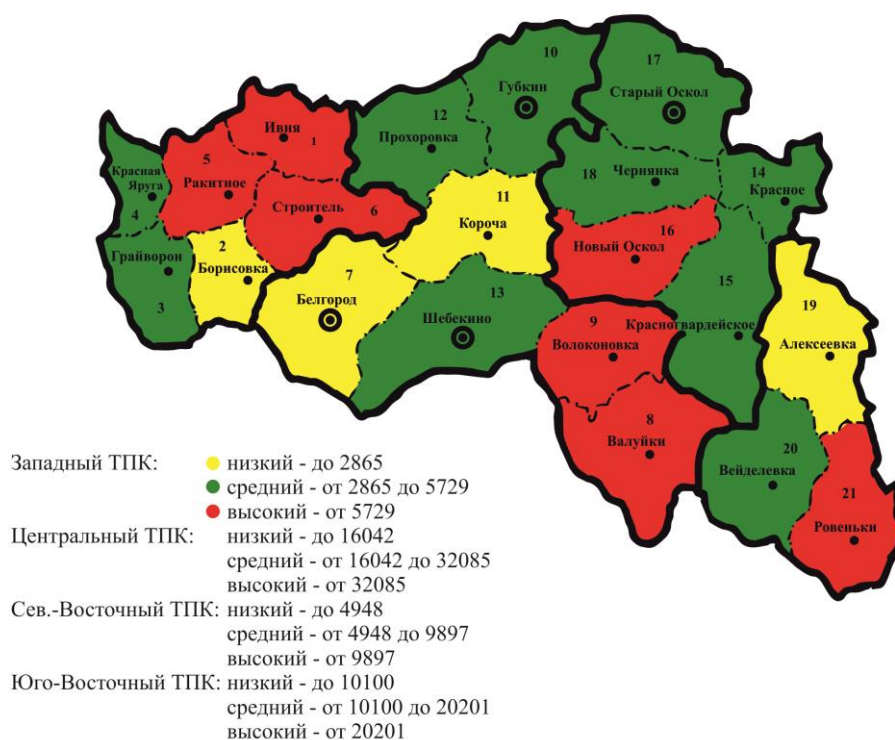 10
17
Губкин
Старый Оскол
12
Прохоровка
Ивня
1
5
Ракитное
Красная
Яруга
4
18
Чернянка
14
Красное
11
Короча
Строитель
6
16
Новый Оскол
2
Борисовка
Грайворон
3
7
Белгород
13
Шебекино
15
Красногвардейское
9
Волоконовка
19
Алексеевка
8
Валуйки
20
Вейделевка
21
Ровеньки
Западный ТПК: низкий - до 2865
средний - от 2865 до 5729
высокий - от 5729
Центральный ТПК: низкий - до 16042
средний - от 16042 до 32085
высокий - от 32085
Сев.-Восточный ТПК: низкий - до 4948
средний - от 4948 до 9897
высокий - от 9897
Юго-Восточный ТПК: низкий - до 10100
средний - от 10100 до 20201
высокий - от 20201